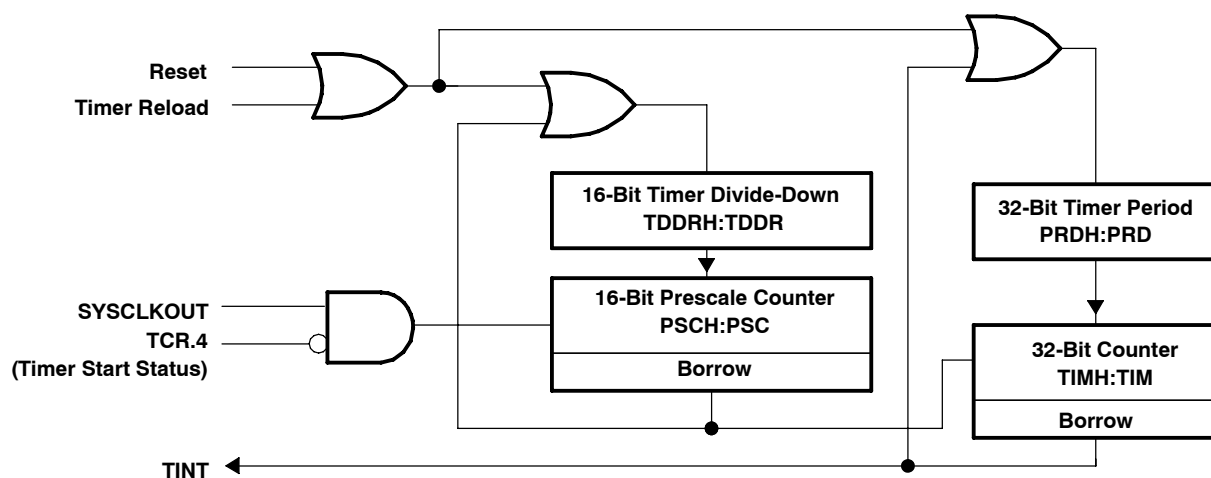 Reset
Timer Reload
16-Bit Timer Divide-Down
TDDRH:TDDR
32-Bit Timer Period
PRDH:PRD
SYSCLKOUT
TCR.4
(Timer Start Status)
16-Bit Prescale Counter
PSCH:PSC
Borrow
32-Bit Counter
TIMH:TIM
Borrow
TINT